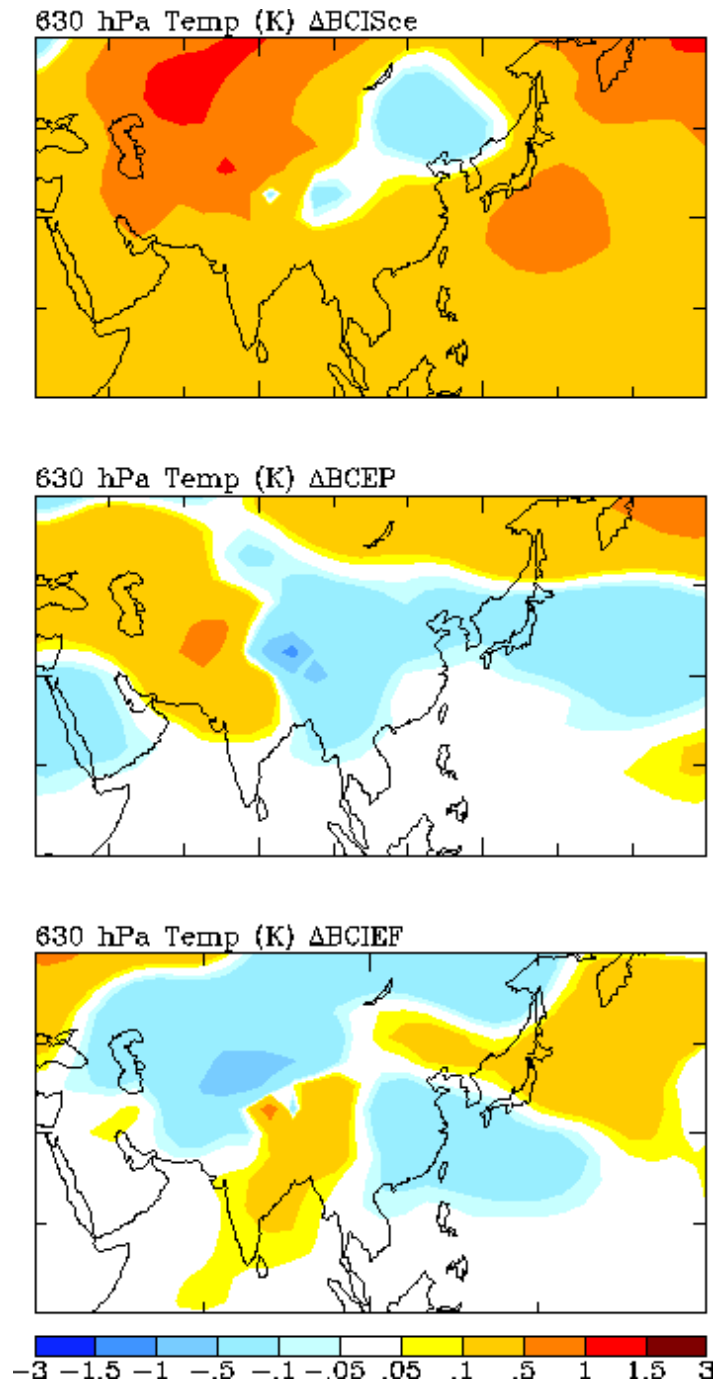 630 hPa Temp (K) ΔBCISce
630 hPa Temp (K) ΔBCEP
630 hPa Temp (K) ΔBCIEF
-3 -1.5 -1 -.5 -.1 -.05 .05 .1 .5 1 1.5 3